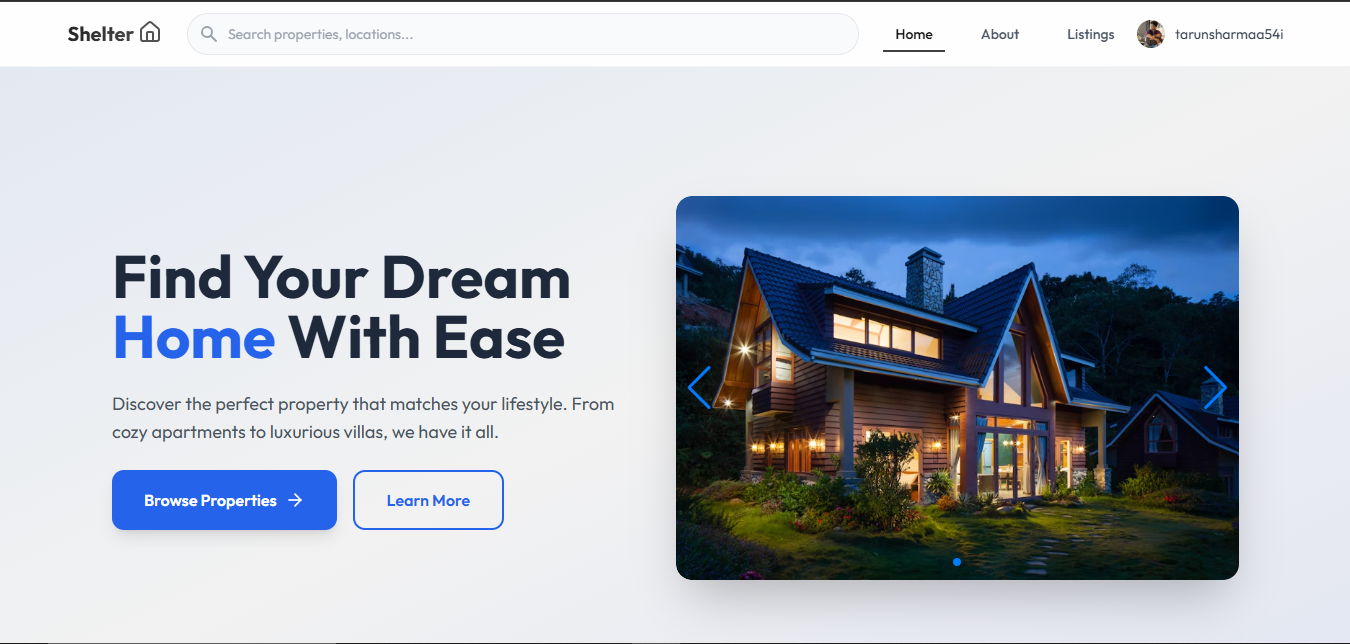 Shelter
Search properties, locations...
Home
About
Listings
tarunsharmaa54i
Find Your Dream
Home With Ease
Discover the perfect property that matches your lifestyle. From
cozy apartments to luxurious villas, we have it all.
Browse Properties
Learn More